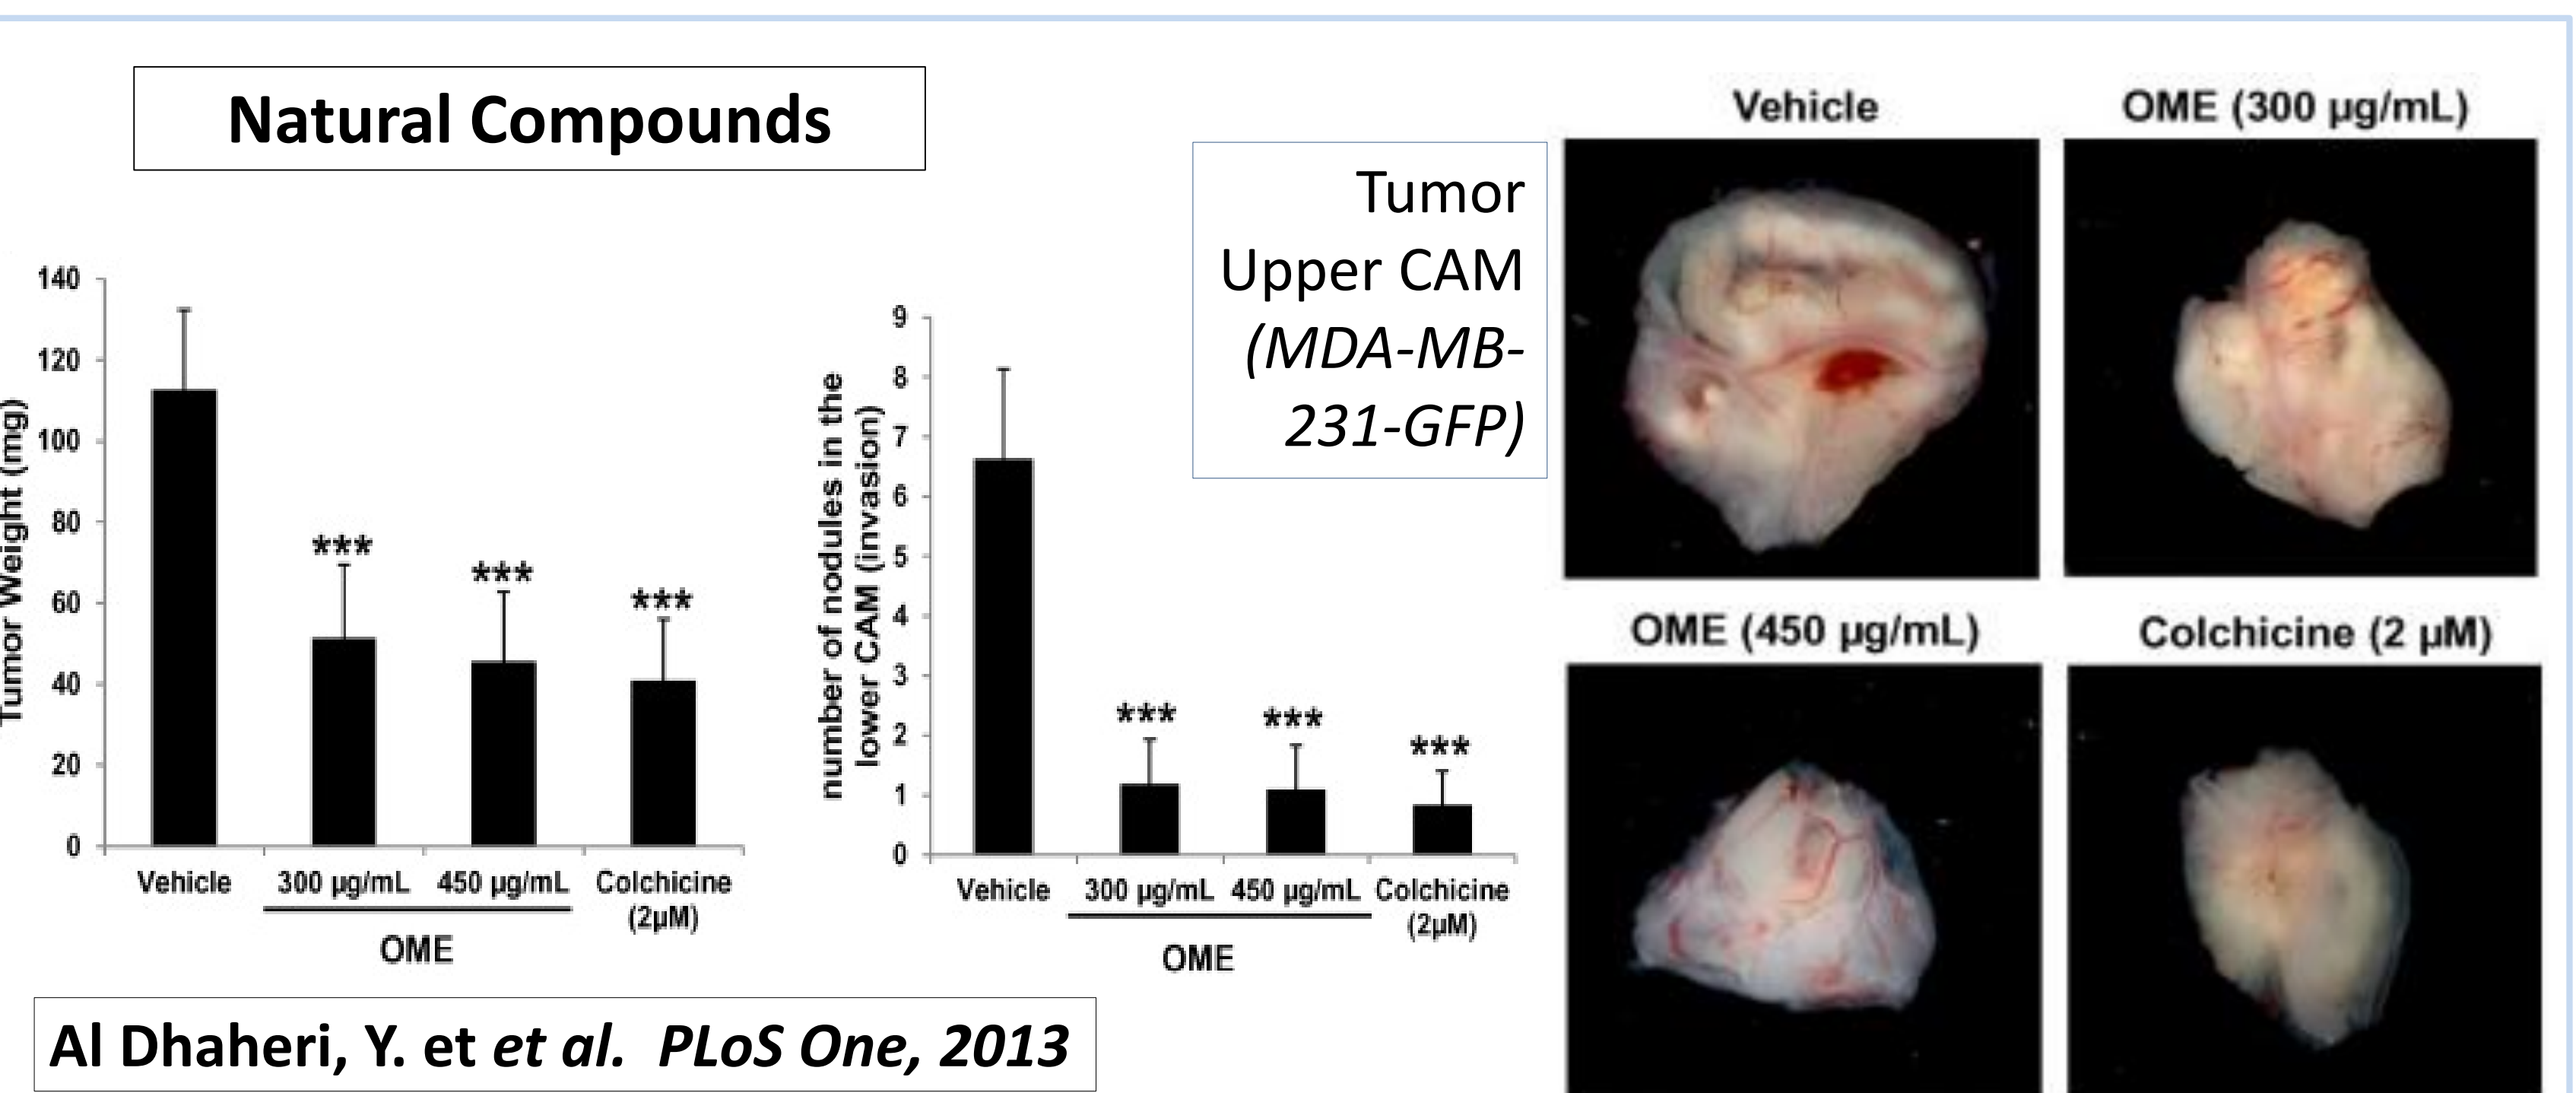 Natural Compounds
Tumor Weight (mg)
140
120
100
80
60
40
20
0
***
***
***
Vehicle
300 µg/mL
450 µg/mL
Colchicine
(2µM)
OME
number of nodules in the
lower CAM (invasion)
9
8
7
6
5
4
3
2
1
0
***
***
***
Vehicle
300 µg/mL
450 µg/mL
Colchicine
(2µM)
OME
Tumor
Upper CAM
(MDA-MB-
231-GFP)
Vehicle
OME (300 µg/mL)
OME (450 µg/mL)
Colchicine (2 µM)
Al Dhaheri, Y. et et al. PLoS One, 2013